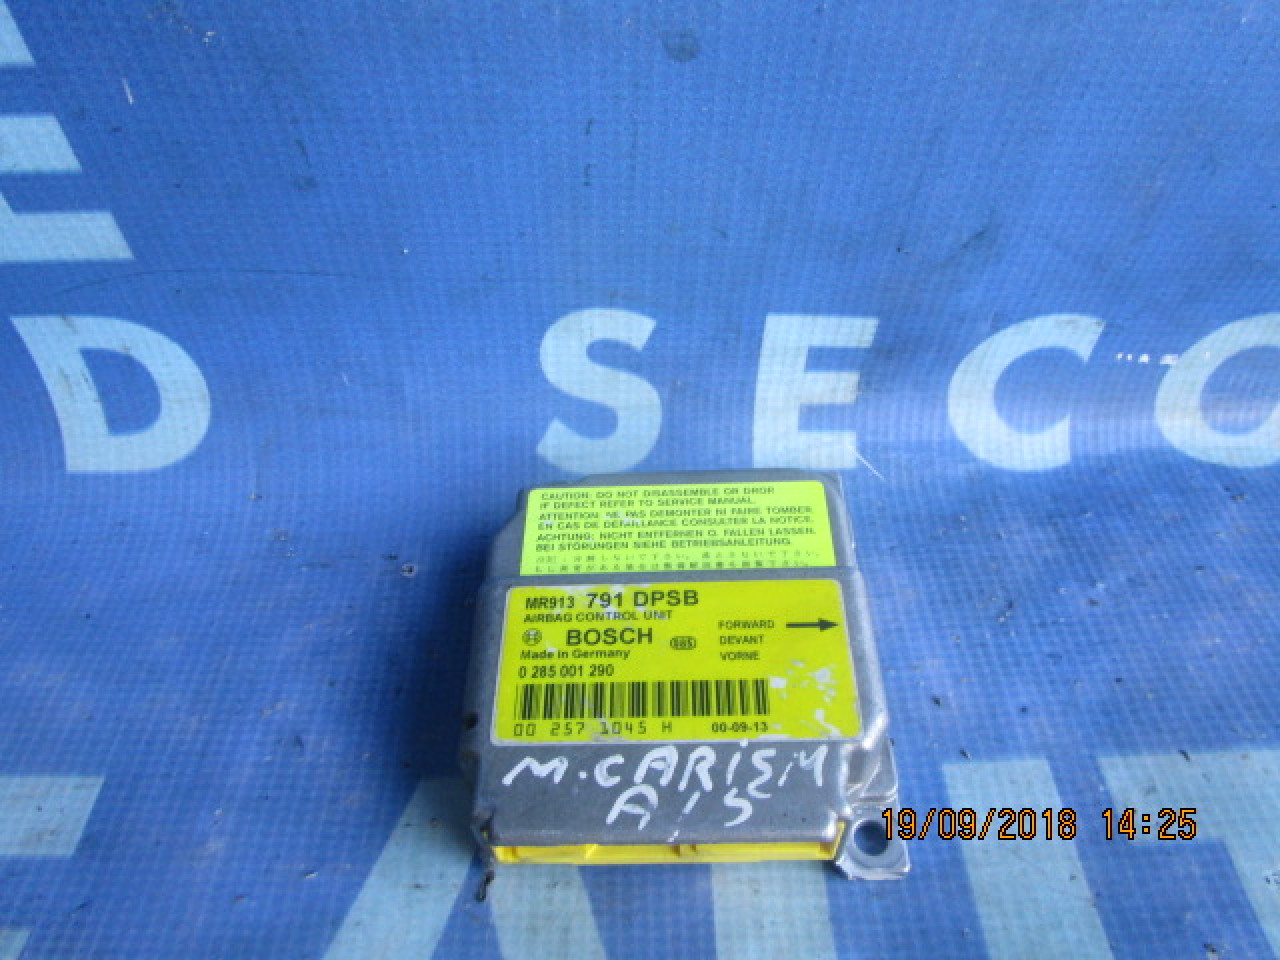 E
D SECO
CAUTION: DO NOT DISASSEMBLE OR DROP
IF DEFECT REFER TO SERVICE MANUAL.
ATTENTION: NE PAS DEMONTER NI FAIRE TOMBER
EN CAS DE DEFAILLANCE CONSULTER LA NOTICE.
ACHTUNG: NICHT ENTFERNEN O. FALLEN LASSEN.
BEI STÖRUNGEN SIEHE BETRIEBSANLEITUNG.
MR913 791 DPSB
AIRBAG CONTROL UNIT
BOSCH
Made in Germany
0 285 001 290
FORWARD
DEVANT
VORNE
00 257 1045 H 00-09-13
M.CARISM
A 1,5
19/09/2018 14:25